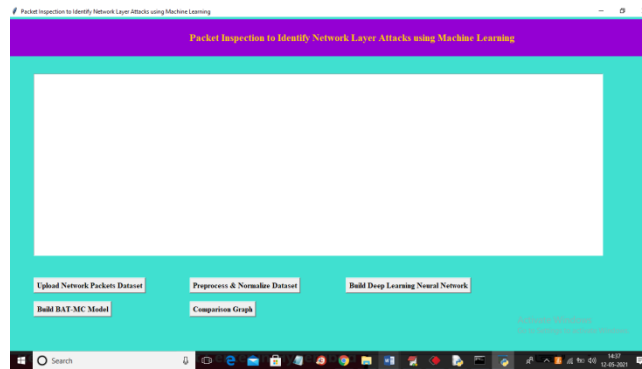 Packet Inspection to Identify Network Layer Attacks using Machine Learning
Packet Inspection to Identify Network Layer Attacks using Machine Learning
Upload Network Packets Dataset Preprocess & Normalize Dataset Build Deep Learning Neural Network
Build BAT-MC Model Comparison Graph
Search
14:37
12-05-2021